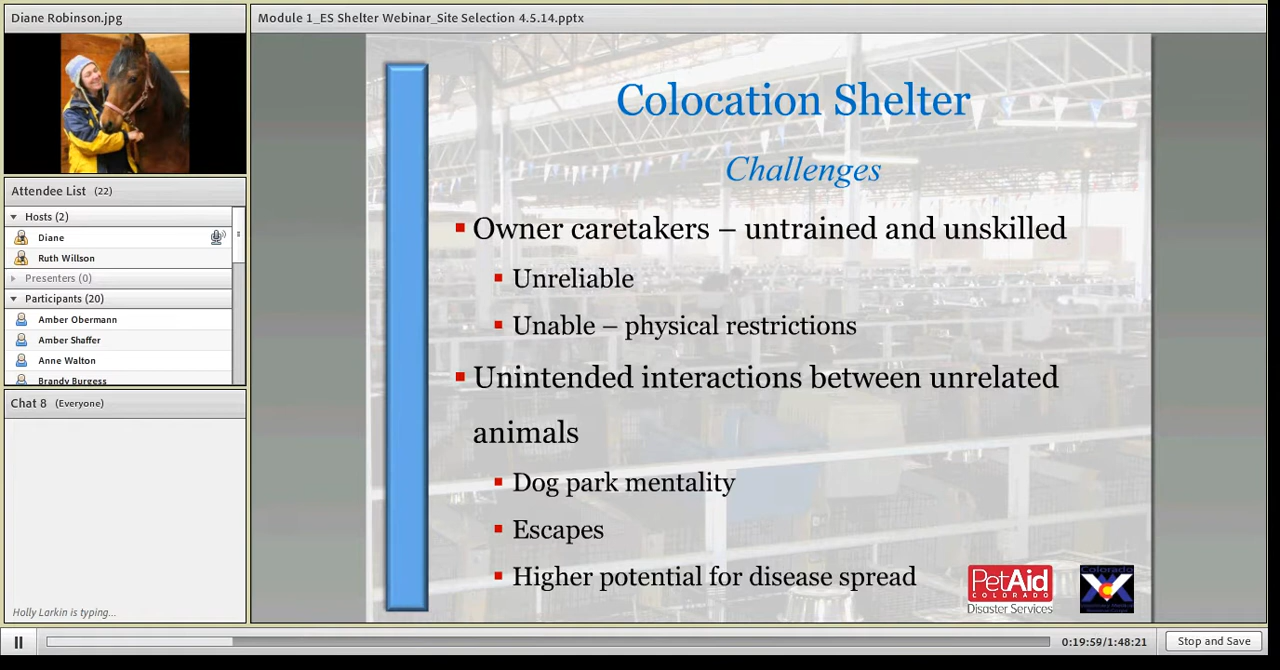 Diane Robinson.jpg
Module 1_ES Shelter Webinar_Site Selection 4.5.14.pptx
Attendee List (22)
Hosts (2)
Diane
Ruth Willson
Presenters (0)
Participants (20)
Amber Obermann
Amber Shaffer
Anne Walton
Brandy Burgess
Chat 8 (Everyone)
Holly Larkin is typing...
Colocation Shelter
Challenges
Owner caretakers – untrained and unskilled
Unreliable
Unable – physical restrictions
Unintended interactions between unrelated
animals
Dog park mentality
Escapes
Higher potential for disease spread
PetAid
COLORADO
Disaster Services
Colorado
0:19:59/1:48:21
Stop and Save